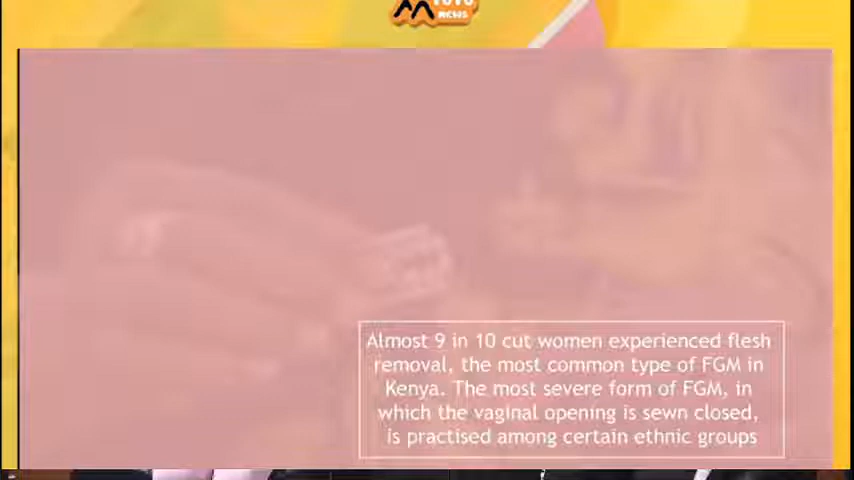 NEWS
Almost 9 in 10 cut women experienced flesh
removal, the most common type of FGM in
Kenya. The most severe form of FGM, in
which the vaginal opening is sewn closed,
is practised among certain ethnic groups